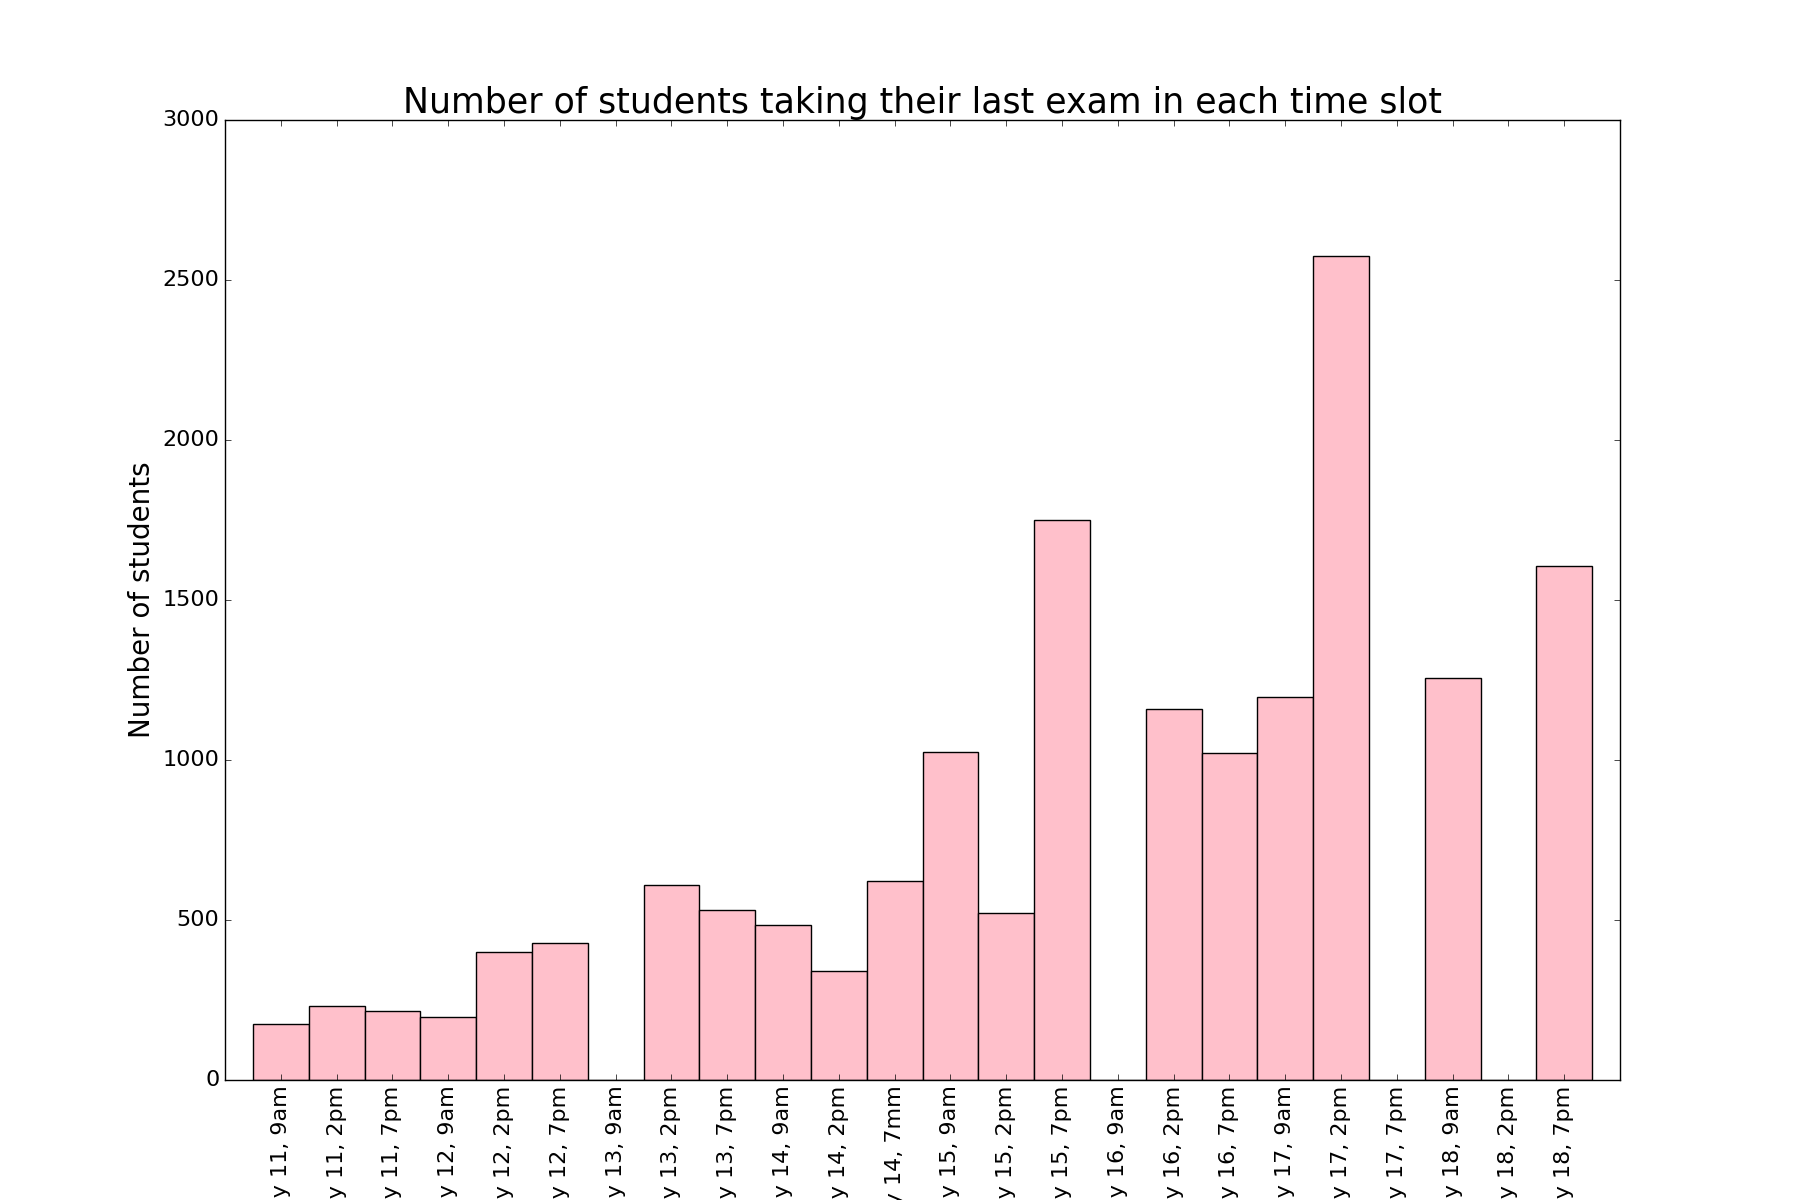 Number of students taking their last exam in each time slot
Number of students
3000
2500
2000
1500
1000
500
0
y 11, 9am
y 11, 2pm
y 11, 7pm
y 12, 9am
y 12, 2pm
y 12, 7pm
y 13, 9am
y 13, 2pm
y 13, 7pm
y 14, 9am
y 14, 2pm
y 14, 7mm
y 15, 9am
y 15, 2pm
y 15, 7pm
y 16, 9am
y 16, 2pm
y 16, 7pm
y 17, 9am
y 17, 2pm
y 17, 7pm
y 18, 9am
y 18, 2pm
y 18, 7pm